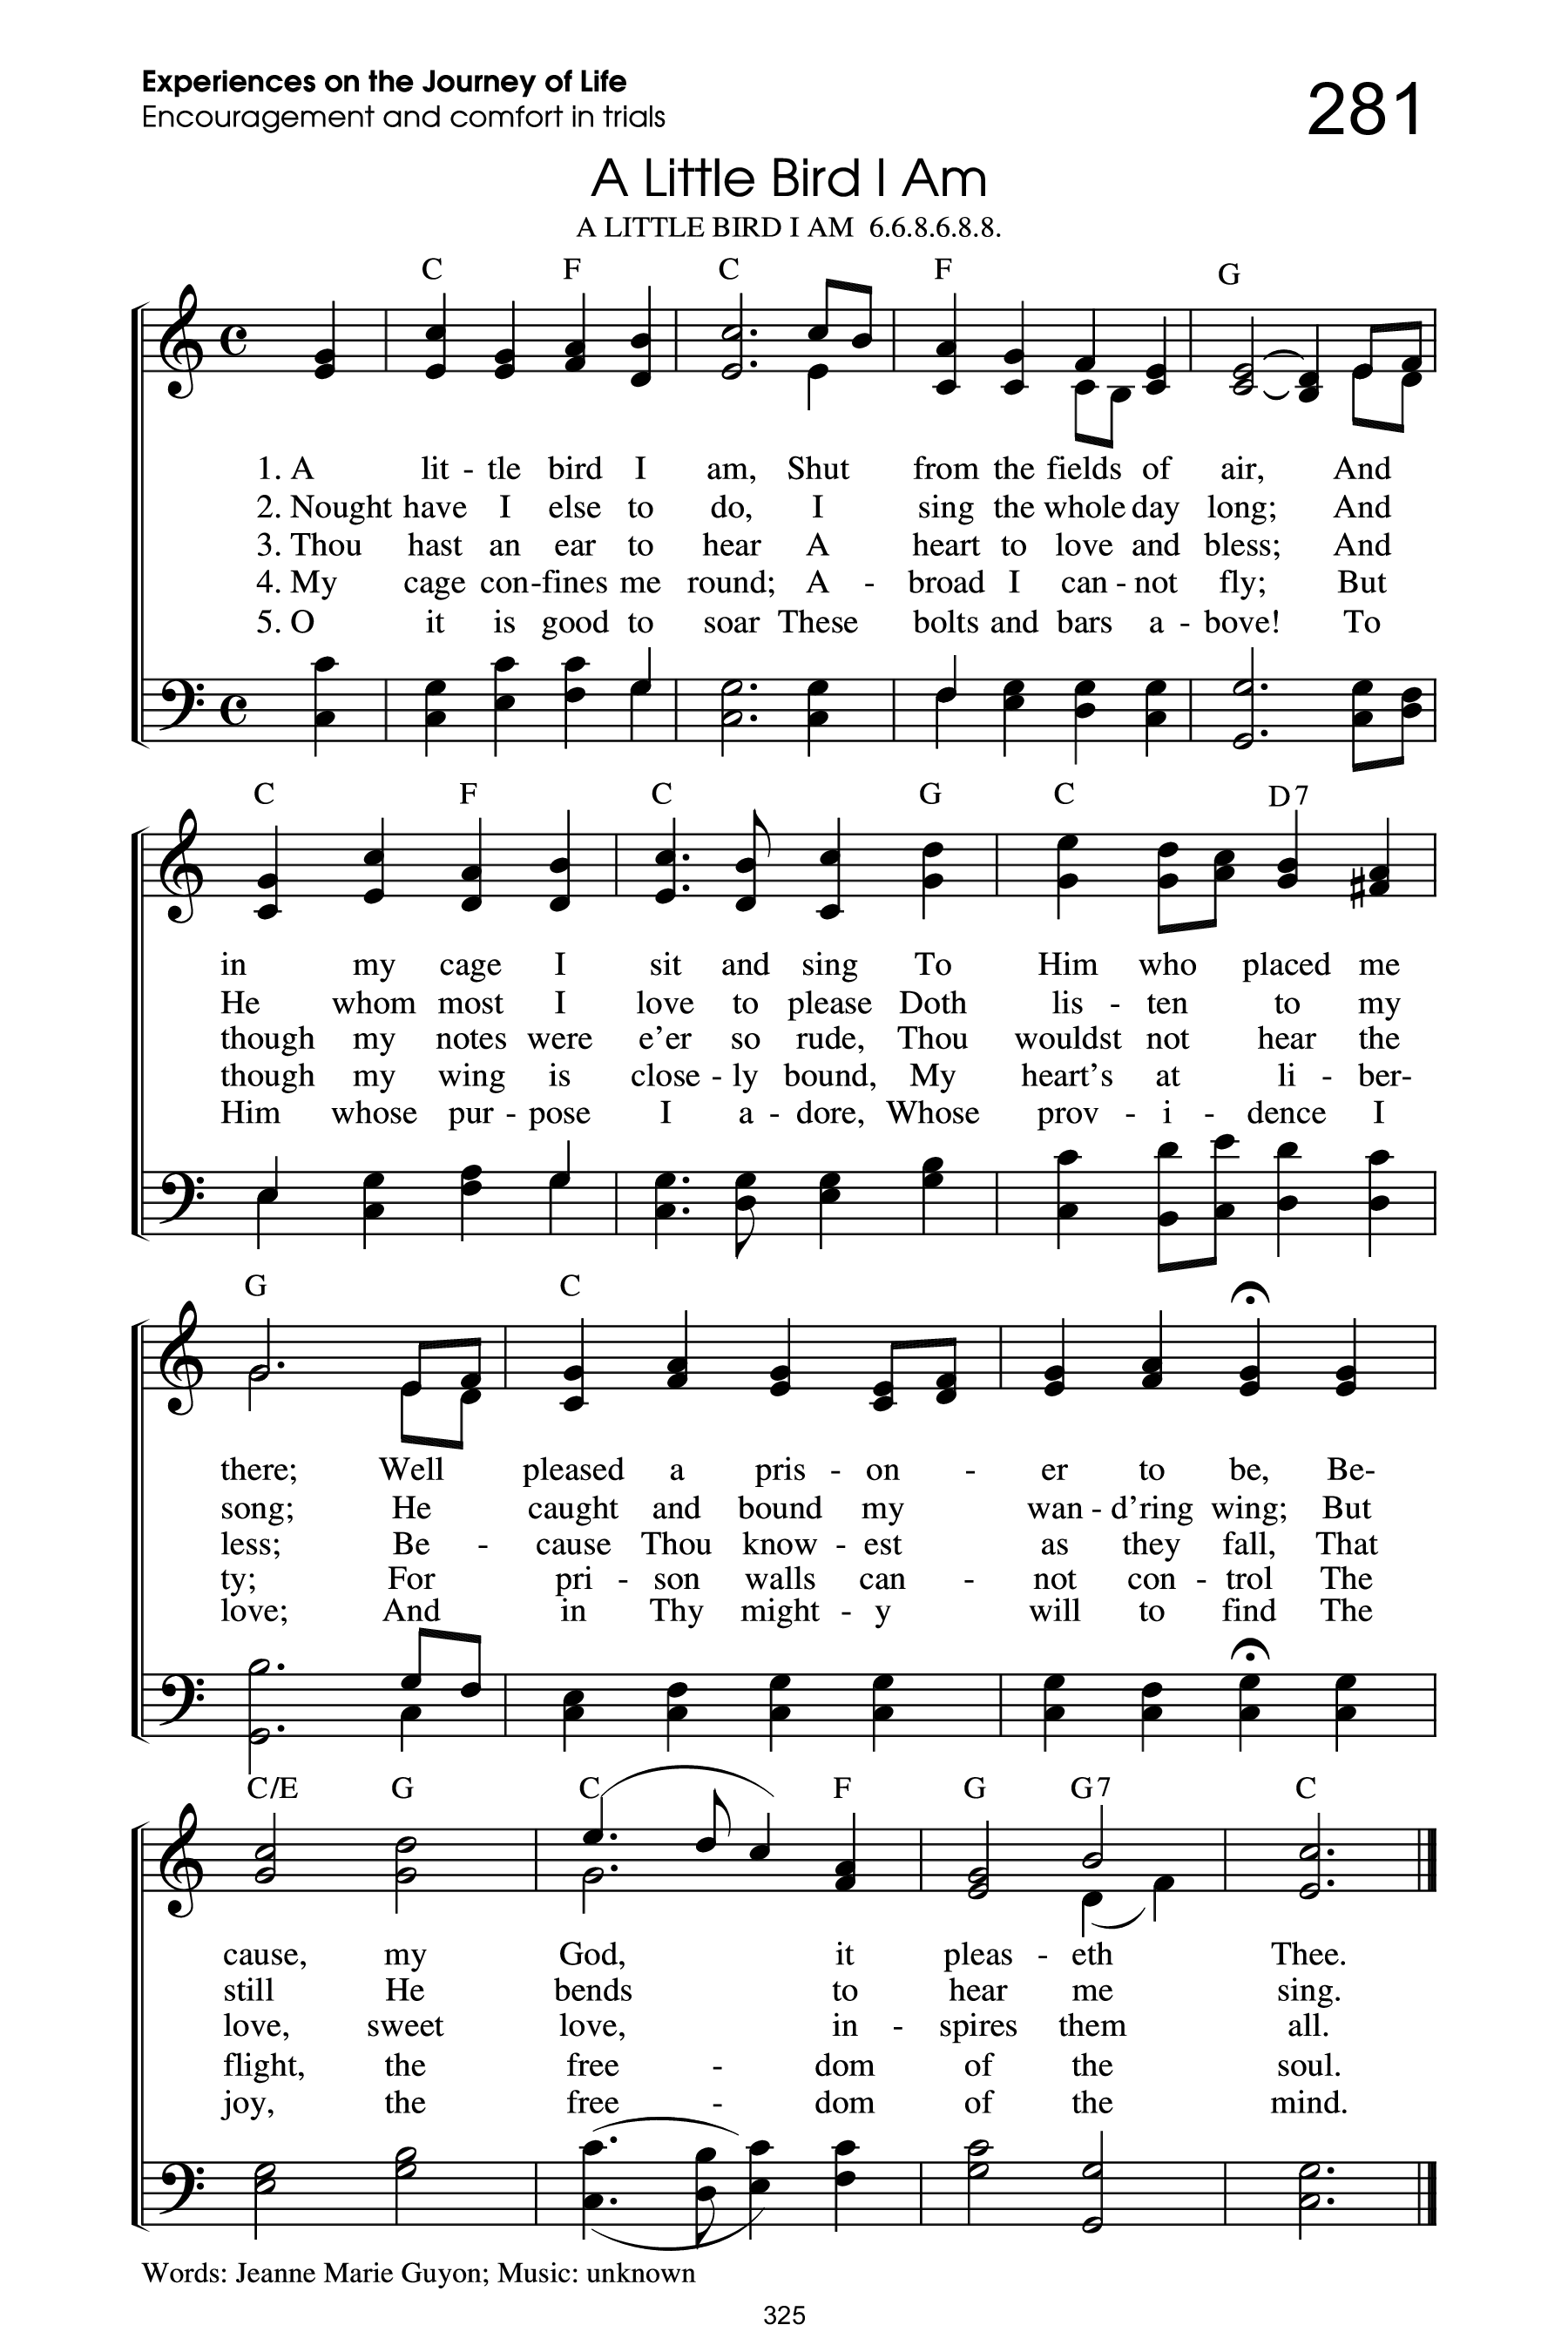 Experiences on the Journey of Life
281
Encouragement and comfort in trials
A Little Bird I Am
A LITTLE BIRD I AM 6.6.8.6.8.8.
C F C F G
1. A lit - tle bird I am, Shut from the fields of air, And
2. Nought have I else to do, I sing the whole day long; And
3. Thou hast an ear to hear A heart to love and bless; And
4. My cage con - fines me round; A - broad I can - not fly; But
5. O it is good to soar These bolts and bars a - bove! To
C F C G C D7
in my cage I sit and sing To Him who placed me
He whom most I love to please Doth lis - ten to my
though my notes were e'er so rude, Thou wouldst not hear the
though my wing is close - ly bound, My heart's at li - ber-
Him whose pur - pose I a - dore, Whose prov - i - dence I
G C
there; Well pleased a pris - on - er to be, Be-
song; He caught and bound my wan - d'ring wing; But
less; Be - cause Thou know - est as they fall, That
ty; For pri - son walls can - not con - trol The
love; And in Thy might - y will to find The
C/E G C F G G7 C
cause, my God, it pleas - eth Thee.
still He bends to hear me sing.
love, sweet love, in - spires them all.
flight, the free - dom of the soul.
joy, the free - dom of the mind.
Words: Jeanne Marie Guyon; Music: unknown
325